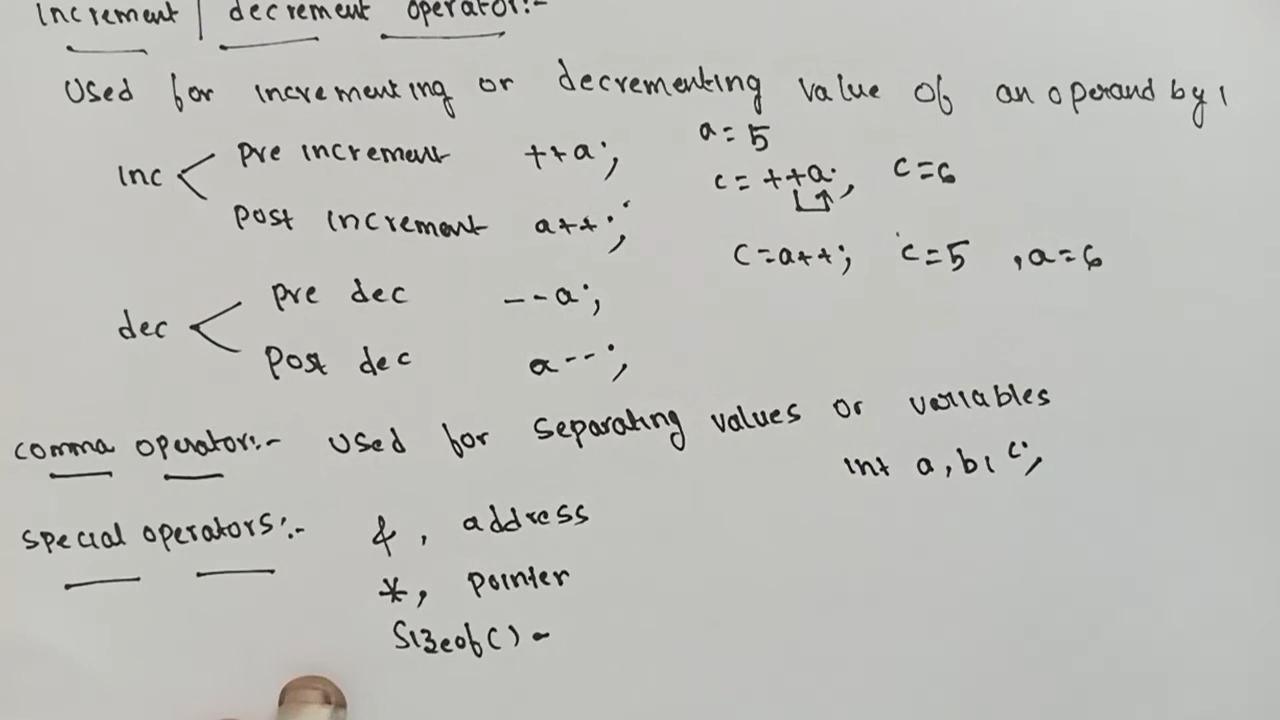 Increment | decrement operator:-
Used for incrementing or decrementing value of an operand by 1
a = 5
inc < pre increment ++a;
c = ++a; c=6
post increment a++;
c=a++; c=5 , a=6
dec < pre dec --a;
post dec a--;
comma operator:- used for separating values or variables
int a, b, c;
special operators:- & , address
*, pointer
Sizeof() -